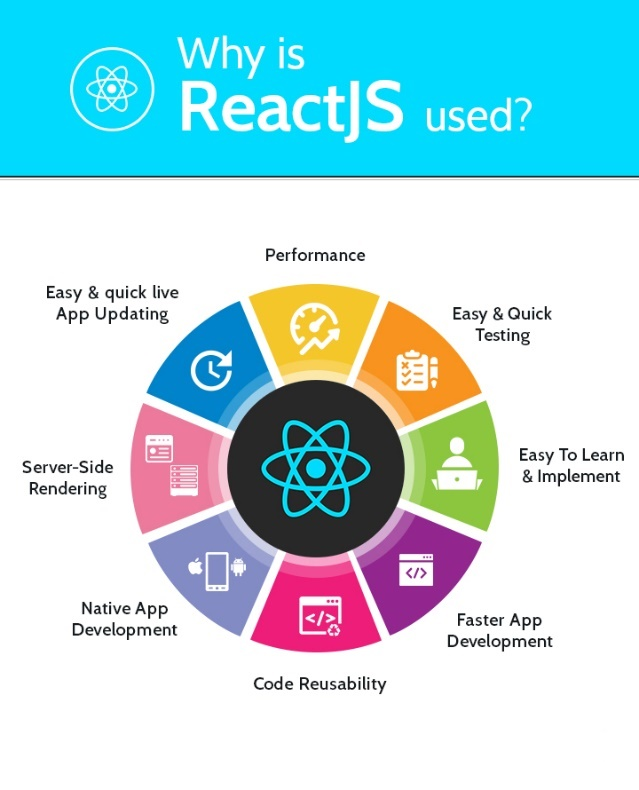 Why is
ReactJS used?
Performance
Easy & quick live
App Updating
Easy & Quick
Testing
Server-Side
Rendering
Easy To Learn
& Implement
</>
Native App
Development
</>
Faster App
Development
Code Reusability